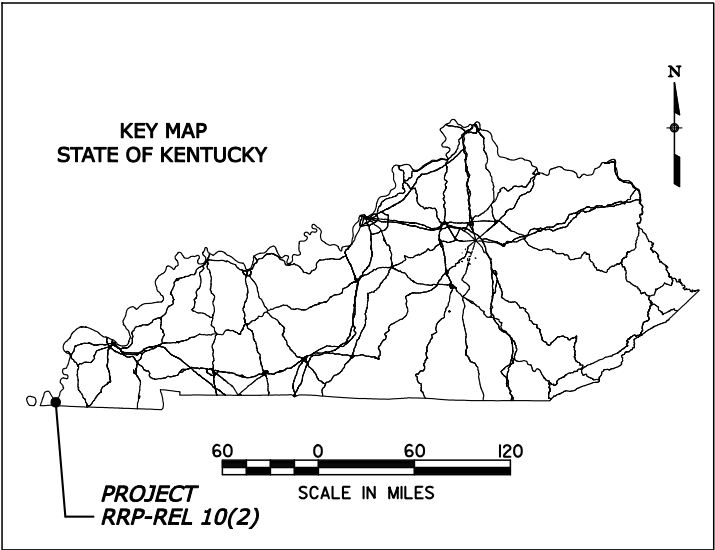 N
KEY MAP
STATE OF KENTUCKY
60 0 60 120
SCALE IN MILES
PROJECT
RRP-REL 10(2)